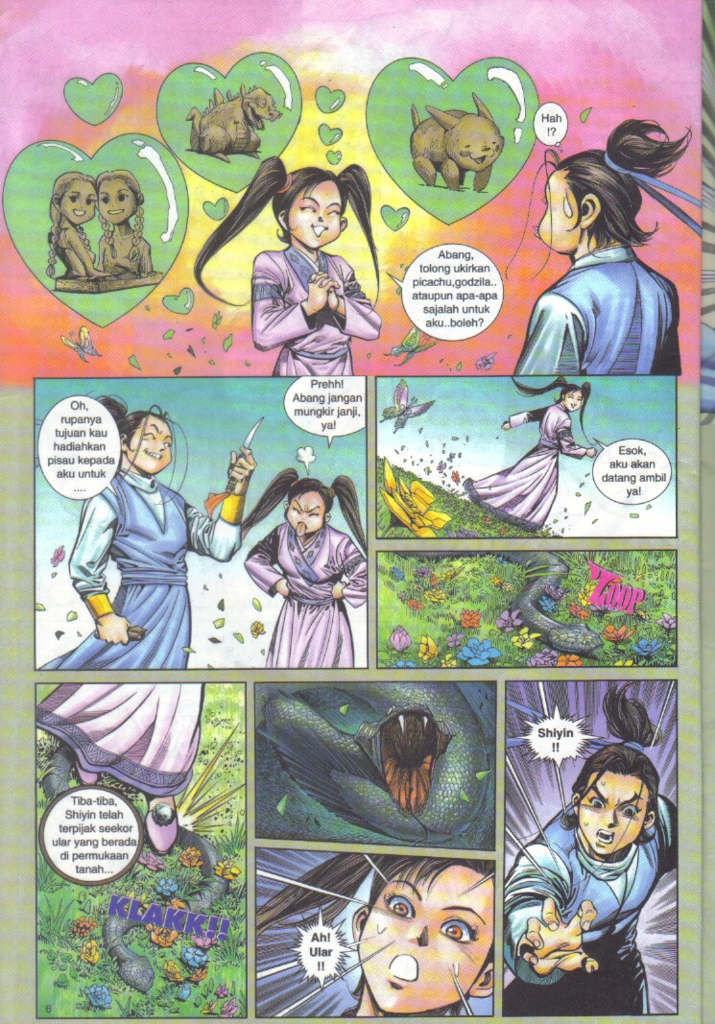 Hah
!?
Abang,
tolong ukirkan
picachu,godzila..
ataupun apa-apa
sajalah untuk
aku..boleh?
Oh,
rupanya
tujuan kau
hadiahkan
pisau kepada
aku untuk
....
Prehh!
Abang jangan
mungkir janji,
ya!
Esok,
aku akan
datang ambil
ya!
ZOOP
Tiba-tiba,
Shiyin telah
terpijak seekor
ular yang berada
di permukaan
tanah...
KLAKK!!
Ah!
Ular
!!
Shiyin
!!
6